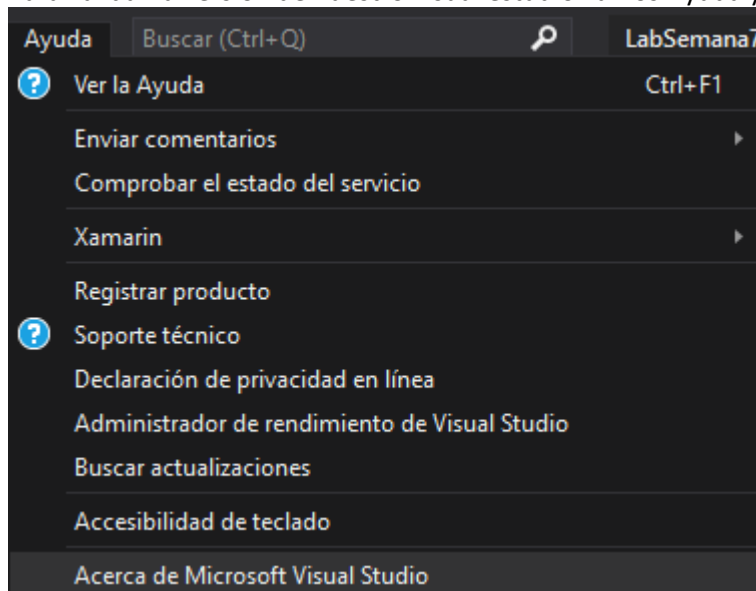 Ayuda Buscar (Ctrl+Q) LabSemana7
Ver la Ayuda Ctrl+F1
Enviar comentarios
Comprobar el estado del servicio
Xamarin
Registrar producto
Soporte técnico
Declaración de privacidad en línea
Administrador de rendimiento de Visual Studio
Buscar actualizaciones
Accesibilidad de teclado
Acerca de Microsoft Visual Studio